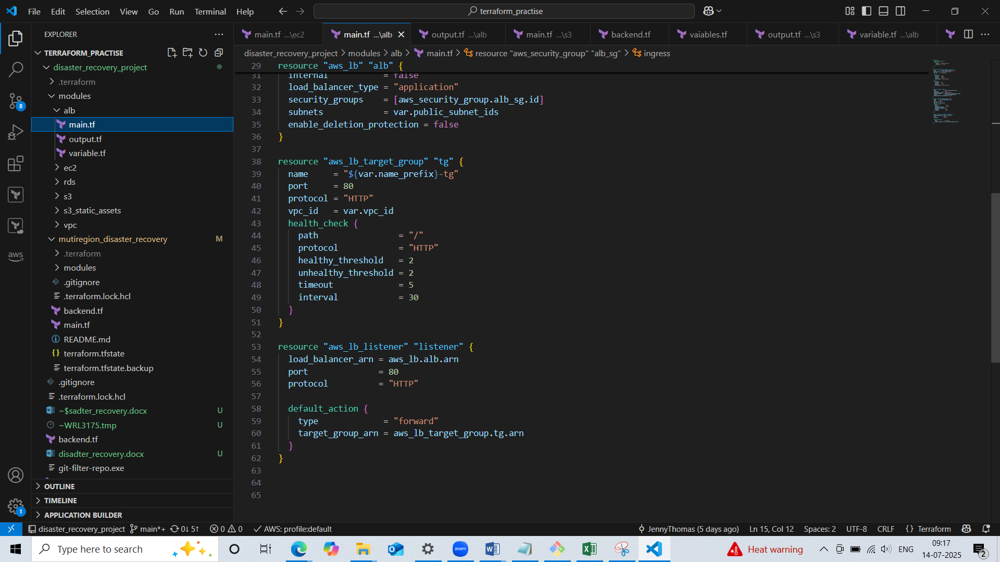 File Edit Selection View Go Run Terminal Help
terraform_practise
EXPLORER
TERRAFORM_PRACTISE
disaster_recovery_project
.terraform
modules
alb
main.tf
output.tf
variable.tf
ec2
rds
s3
s3_static_assets
vpc
mutiregion_disaster_recovery M
.terraform
modules
.gitignore
.terraform.lock.hcl
backend.tf
main.tf
README.md
terraform.tfstate
terraform.tfstate.backup
.gitignore
.terraform.lock.hcl
~$sadter_recovery.docx U
~WRL3175.tmp U
backend.tf
disadter_recovery.docx U
git-filter-repo.exe
OUTLINE
TIMELINE
APPLICATION BUILDER
8
aws
1
main.tf ...\ec2 main.tf ...\alb output.tf ...\alb main.tf ...\s3 backend.tf vaiables.tf output.tf ...\s3 variable.tf ...\alb
disaster_recovery_project > modules > alb > main.tf > resource "aws_security_group" "alb_sg" > ingress
29 resource "aws_lb" "alb" {
31 internal = false
32 load_balancer_type = "application"
33 security_groups = [aws_security_group.alb_sg.id]
34 subnets = var.public_subnet_ids
35 enable_deletion_protection = false
36 }
37
38 resource "aws_lb_target_group" "tg" {
39 name = "${var.name_prefix}-tg"
40 port = 80
41 protocol = "HTTP"
42 vpc_id = var.vpc_id
43 health_check {
44 path = "/"
45 protocol = "HTTP"
46 healthy_threshold = 2
47 unhealthy_threshold = 2
48 timeout = 5
49 interval = 30
50 }
51 }
52
53 resource "aws_lb_listener" "listener" {
54 load_balancer_arn = aws_lb.alb.arn
55 port = 80
56 protocol = "HTTP"
57
58 default_action {
59 type = "forward"
60 target_group_arn = aws_lb_target_group.tg.arn
61 }
62 }
63
64
65
disaster_recovery_project main*+ 0↓ 5↑ 0 0 AWS: profile:default JennyThomas (5 days ago) Ln 15, Col 12 Spaces: 2 UTF-8 CRLF {} Terraform
Type here to search
zoom
Heat warning
ENG
09:17
14-07-2025
2